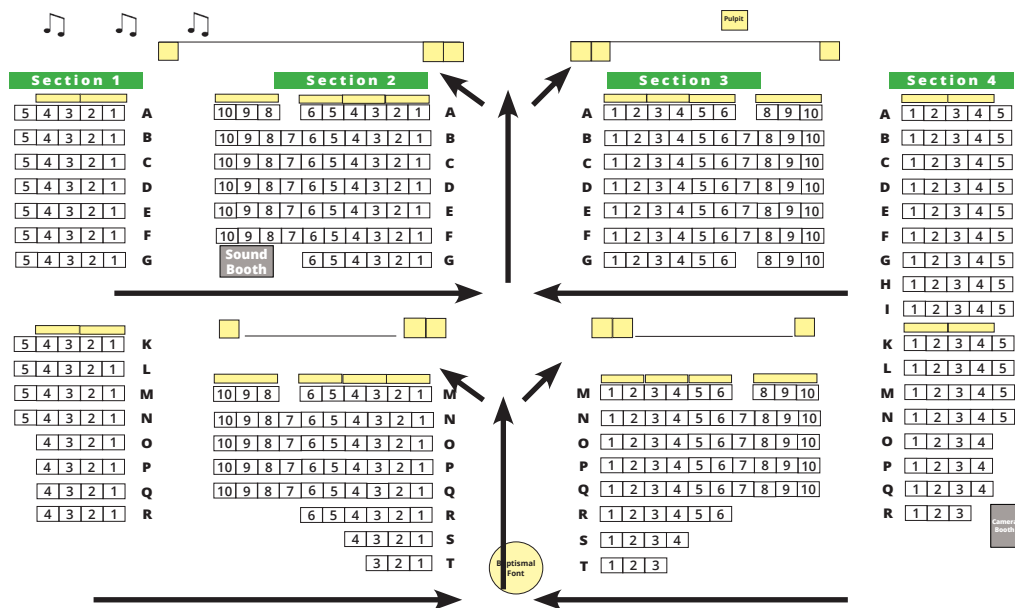 Pulpit
Section 1 Section 2 Section 3 Section 4
5 4 3 2 1 A 10 9 8 6 5 4 3 2 1 A A 1 2 3 4 5 6 8 9 10 A 1 2 3 4 5
5 4 3 2 1 B 10 9 8 7 6 5 4 3 2 1 B B 1 2 3 4 5 6 7 8 9 10 B 1 2 3 4 5
5 4 3 2 1 C 10 9 8 7 6 5 4 3 2 1 C C 1 2 3 4 5 6 7 8 9 10 C 1 2 3 4 5
5 4 3 2 1 D 10 9 8 7 6 5 4 3 2 1 D D 1 2 3 4 5 6 7 8 9 10 D 1 2 3 4 5
5 4 3 2 1 E 10 9 8 7 6 5 4 3 2 1 E E 1 2 3 4 5 6 7 8 9 10 E 1 2 3 4 5
5 4 3 2 1 F 10 9 8 7 6 5 4 3 2 1 F F 1 2 3 4 5 6 7 8 9 10 F 1 2 3 4 5
Sound
Booth
5 4 3 2 1 G 6 5 4 3 2 1 G G 1 2 3 4 5 6 8 9 10 G 1 2 3 4 5
H 1 2 3 4 5
I 1 2 3 4 5
5 4 3 2 1 K K 1 2 3 4 5
5 4 3 2 1 L L 1 2 3 4 5
5 4 3 2 1 M 10 9 8 6 5 4 3 2 1 M M 1 2 3 4 5 6 8 9 10 M 1 2 3 4 5
5 4 3 2 1 N 10 9 8 7 6 5 4 3 2 1 N N 1 2 3 4 5 6 7 8 9 10 N 1 2 3 4 5
4 3 2 1 O 10 9 8 7 6 5 4 3 2 1 O O 1 2 3 4 5 6 7 8 9 10 O 1 2 3 4
4 3 2 1 P 10 9 8 7 6 5 4 3 2 1 P P 1 2 3 4 5 6 7 8 9 10 P 1 2 3 4
4 3 2 1 Q 10 9 8 7 6 5 4 3 2 1 Q Q 1 2 3 4 5 6 7 8 9 10 Q 1 2 3 4
4 3 2 1 R 6 5 4 3 2 1 R R 1 2 3 4 5 6 R 1 2 3
Camera
Booth
4 3 2 1 S S 1 2 3 4
3 2 1 T T 1 2 3
Baptismal
Font